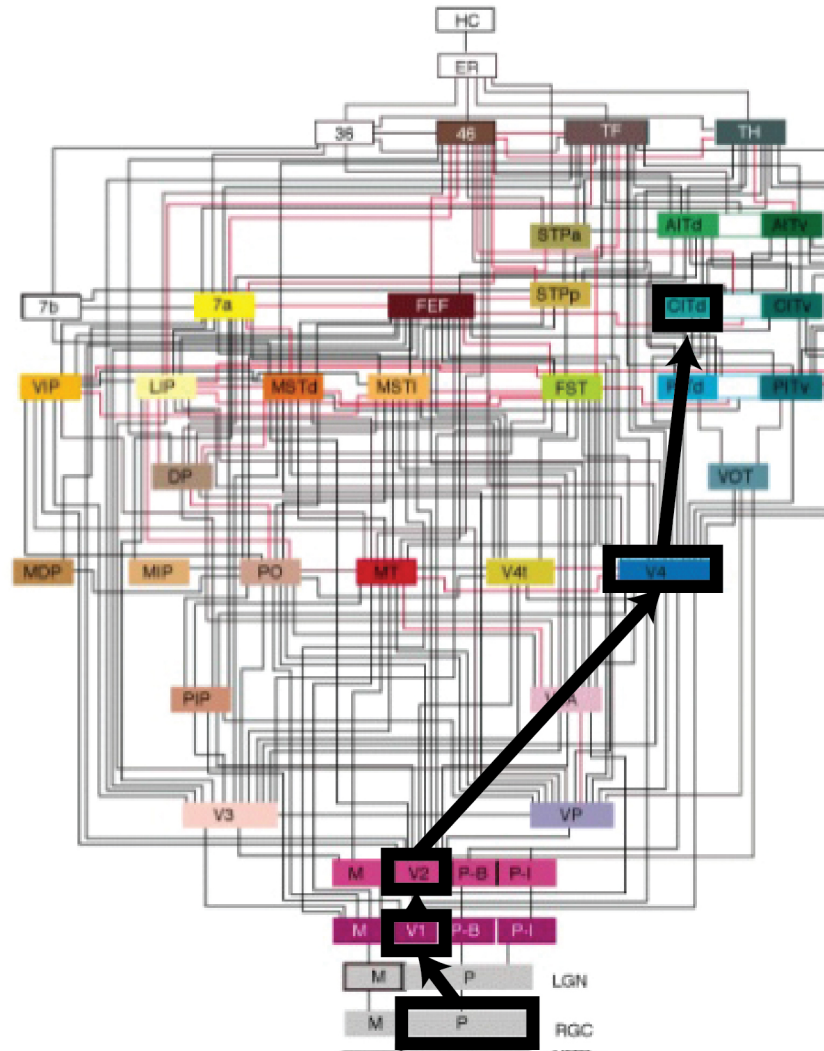 HC
ER
36 46 TF TH
STPa AITd AITv
7b 7a FEF STPp CITd CITv
VIP LIP MSTd MSTl FST PITd PITv
DP VOT
MDP MIP PO MT V4t V4
PIP
V3 VP
M V2 P-B P-I
M V1 P-B P-I
M P LGN
M P RGC